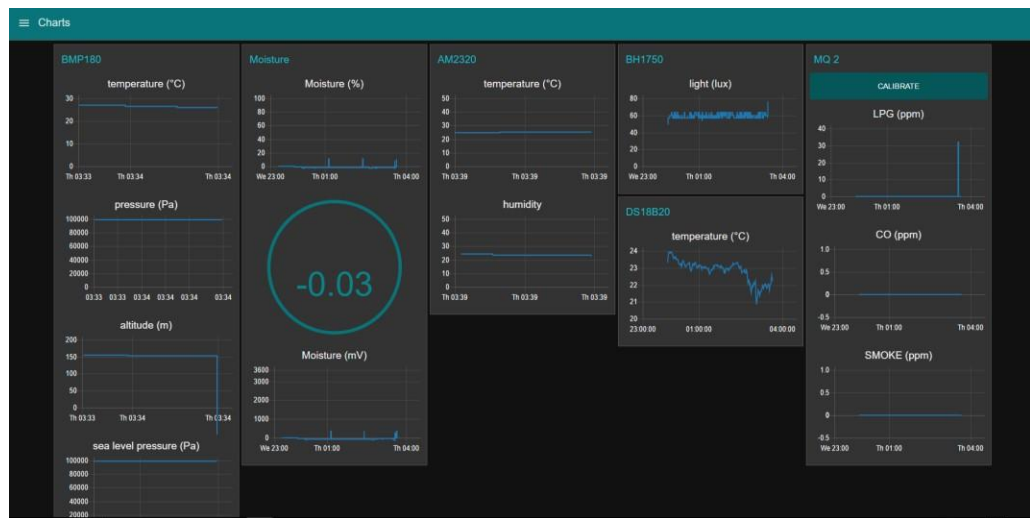 Charts
BMP180
temperature (°C)
30
20
10
0
Th 03:33 Th 03:34 Th 03:34
pressure (Pa)
100000
80000
60000
40000
20000
0
03:33 03:33 03:34 03:34 03:34 03:34
altitude (m)
200
150
100
50
0
Th 03:33 Th 03:34 Th 03:34
sea level pressure (Pa)
100000
80000
60000
40000
20000
Moisture
Moisture (%)
100
80
60
40
20
0
We 23:00 Th 01:00 Th 04:00
-0.03
Moisture (mV)
3600
3000
2000
1000
0
We 23:00 Th 01:00 Th 04:00
AM2320
temperature (°C)
50
40
30
20
10
0
Th 03:39 Th 03:39 Th 03:39
humidity
50
40
30
20
10
0
Th 03:39 Th 03:39 Th 03:39
BH1750
light (lux)
80
60
40
20
0
We 23:00 Th 01:00 Th 04:00
DS18B20
temperature (°C)
24
23
22
21
20
23:00:00 01:00:00 04:00:00
MQ 2
CALIBRATE
LPG (ppm)
40
30
20
10
0
We 23:00 Th 01:00 Th 04:00
CO (ppm)
1.0
0.5
0
-0.5
We 23:00 Th 01:00 Th 04:00
SMOKE (ppm)
1.0
0.5
0
-0.5
We 23:00 Th 01:00 Th 04:00